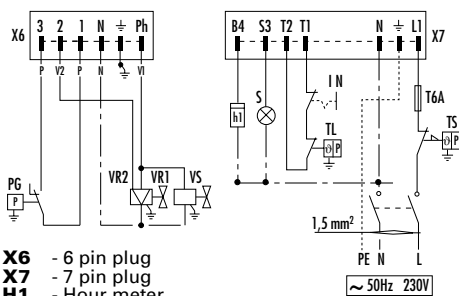 X6
3 2 1 N Ph
P V2 P N V1
PG
P
VR2 VR1 VS
B4 S3 T2 T1 N L1
X7
h1
S
I N
TL
ϑ P
T6A
TS
ϑ P
1,5 mm²
PE N L
~ 50Hz 230V
X6 - 6 pin plug
X7 - 7 pin plug
H1 - Hour meter